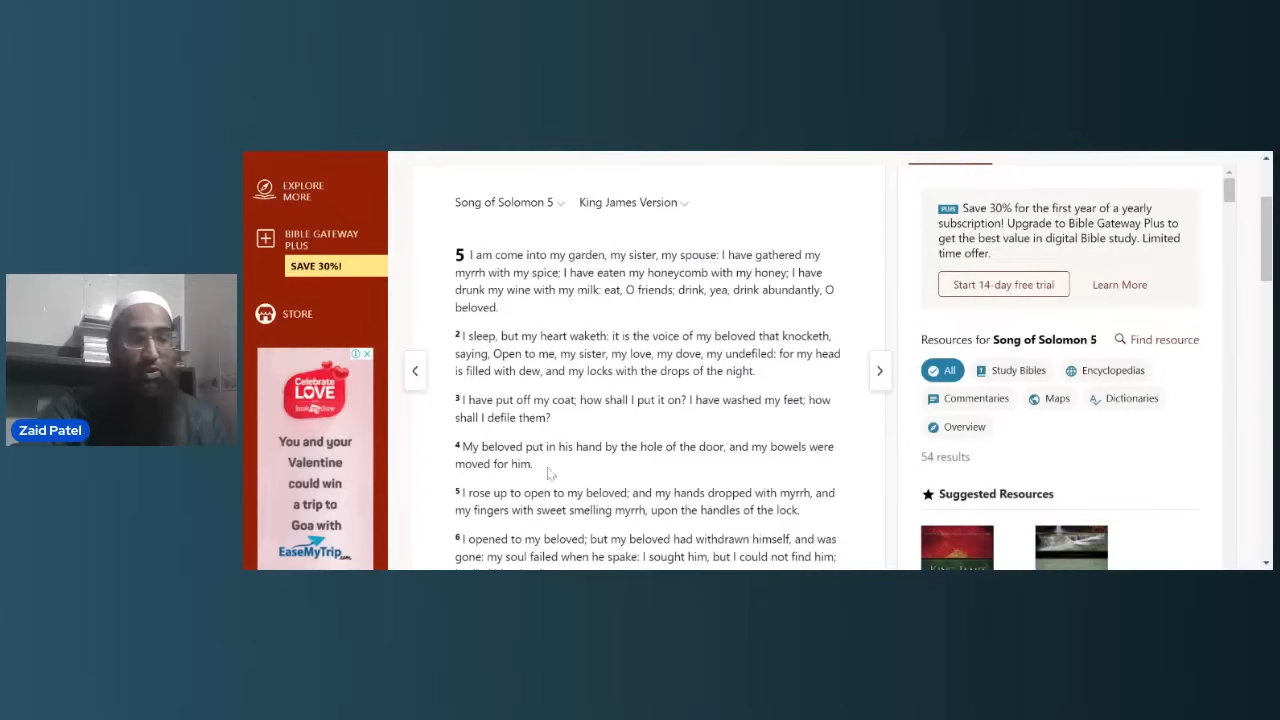 EXPLORE
MORE
BIBLE GATEWAY
PLUS
SAVE 30%!
STORE
Celebrate
LOVE
with
bookmyshow
You and your
Valentine
could win
a trip to
Goa with
EaseMyTrip.com
Zaid Patel
Song of Solomon 5
King James Version
5 I am come into my garden, my sister, my spouse: I have gathered my
myrrh with my spice; I have eaten my honeycomb with my honey; I have
drunk my wine with my milk: eat, O friends; drink, yea, drink abundantly, O
beloved.
2 I sleep, but my heart waketh: it is the voice of my beloved that knocketh,
saying, Open to me, my sister, my love, my dove, my undefiled: for my head
is filled with dew, and my locks with the drops of the night.
3 I have put off my coat; how shall I put it on? I have washed my feet; how
shall I defile them?
4 My beloved put in his hand by the hole of the door, and my bowels were
moved for him.
5 I rose up to open to my beloved; and my hands dropped with myrrh, and
my fingers with sweet smelling myrrh, upon the handles of the lock.
6 I opened to my beloved; but my beloved had withdrawn himself, and was
gone: my soul failed when he spake: I sought him, but I could not find him;
PLUS Save 30% for the first year of a yearly
subscription! Upgrade to Bible Gateway Plus to
get the best value in digital Bible study. Limited
time offer.
Start 14-day free trial
Learn More
Resources for Song of Solomon 5
Find resource
All
Study Bibles
Encyclopedias
Commentaries
Maps
Dictionaries
Overview
54 results
Suggested Resources